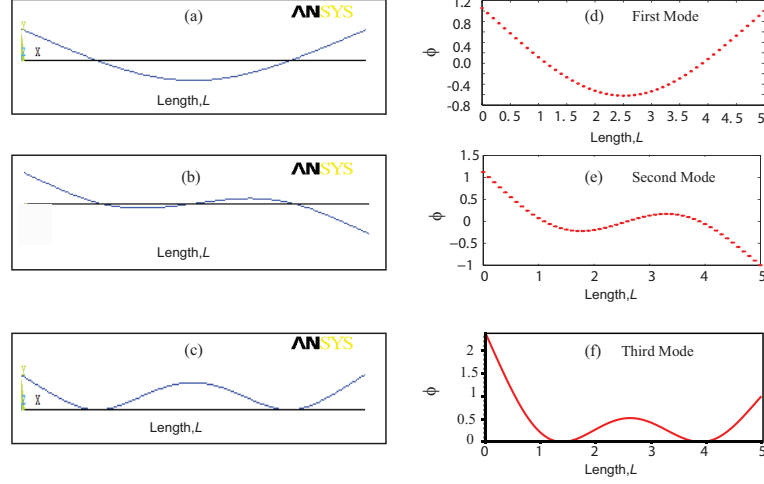 (a)
ANSYS
Y
Z
X
Length,L
(b)
ANSYS
Length,L
(c)
ANSYS
Y
Z
X
Length,L
(d) First Mode
1.2
0.8
0.4
0.0
-0.4
-0.8
ϕ
0 0.5 1 1.5 2 2.5 3 3.5 4 4.5 5
Length,L
(e) Second Mode
1.5
1
0.5
0
−0.5
−1
ϕ
0 1 2 3 4 5
Length,L
(f) Third Mode
2
1.5
1
0.5
0
ϕ
0 1 2 3 4 5
Length,L